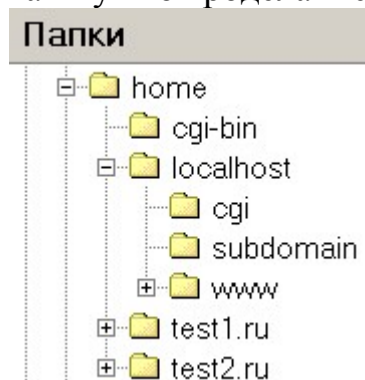 Папки
home
cgi-bin
localhost
cgi
subdomain
www
test1.ru
test2.ru